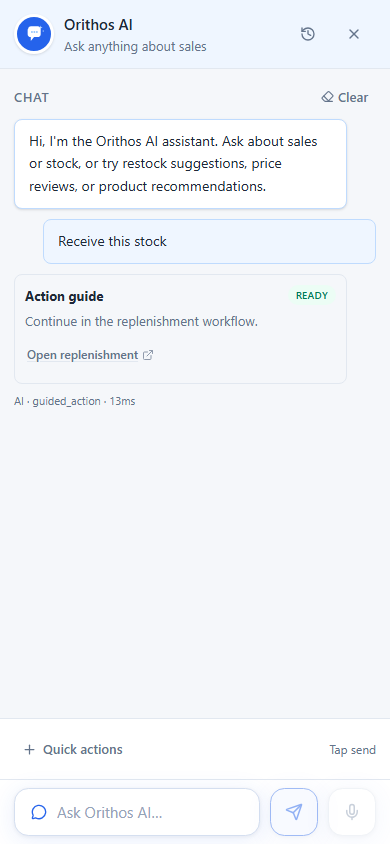 Orithos AI
Ask anything about sales
CHAT
Clear
Hi, I'm the Orithos AI assistant. Ask about sales
or stock, or try restock suggestions, price
reviews, or product recommendations.
Receive this stock
Action guide
READY
Continue in the replenishment workflow.
Open replenishment
AI · guided_action · 13ms
Quick actions
Tap send
Ask Orithos AI...